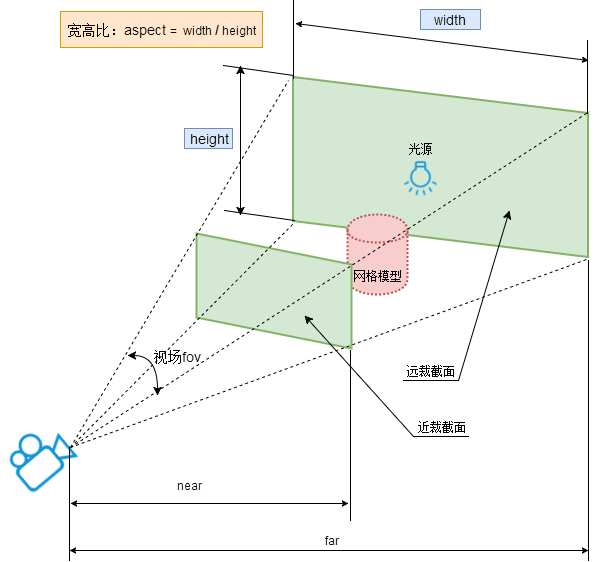 宽高比：aspect = width / height
width
height
光源
网格模型
视场fov
远裁截面
近裁截面
near
far